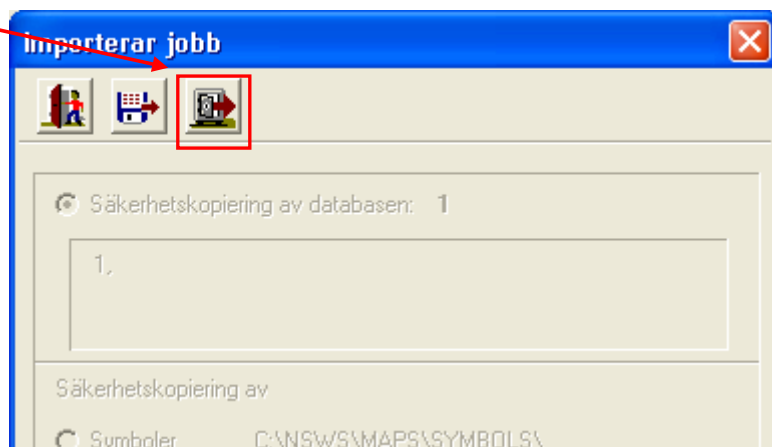 importerar jobb
Säkerhetskopiering av databasen: 1
1,
Säkerhetskopiering av
Symboler C:\NSWS\MAPS\SYMBOLS\